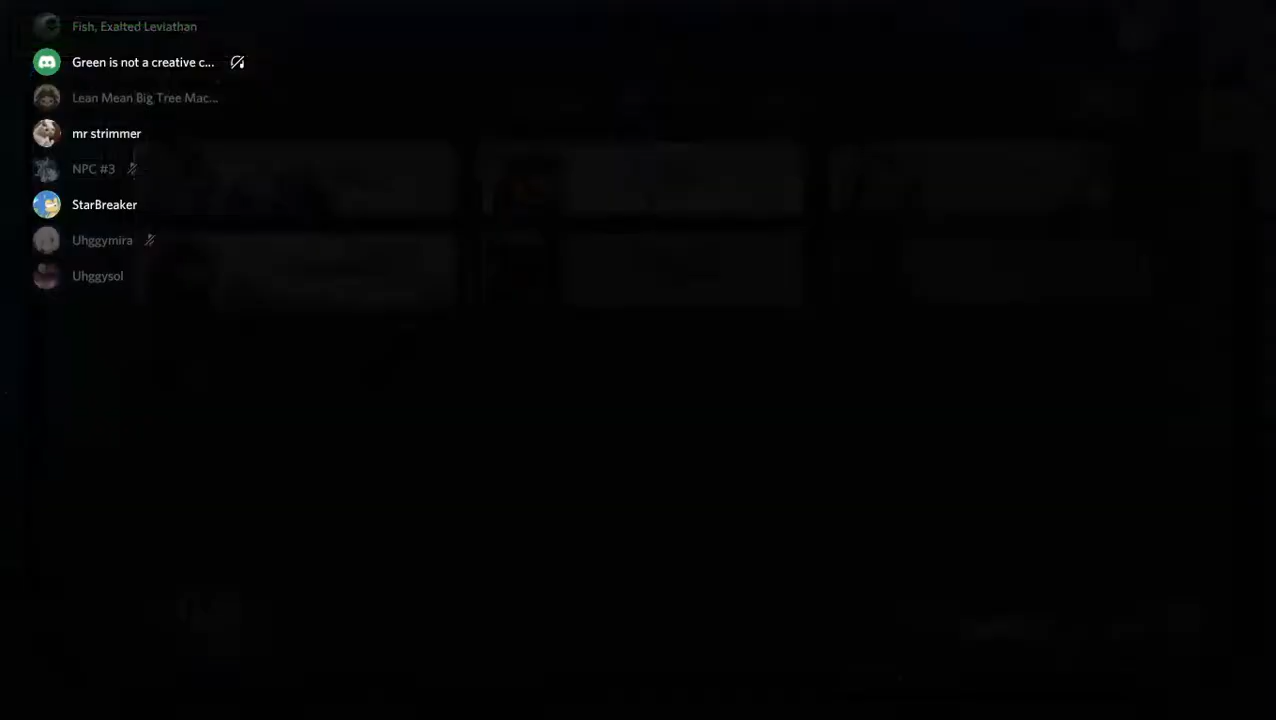 Fish, Exalted Leviathan
Green is not a creative c...
Lean Mean Big Tree Mac...
mr strimmer
NPC #3
StarBreaker
Uhggymira
Uhggysol